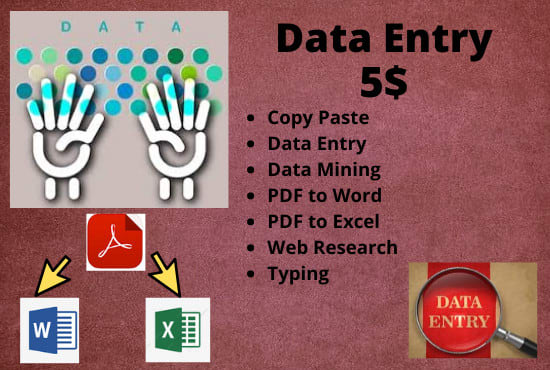 D A T A
Data Entry
5$
• Copy Paste
• Data Entry
• Data Mining
• PDF to Word
• PDF to Excel
• Web Research
• Typing
W
X
DATA
ENTRY